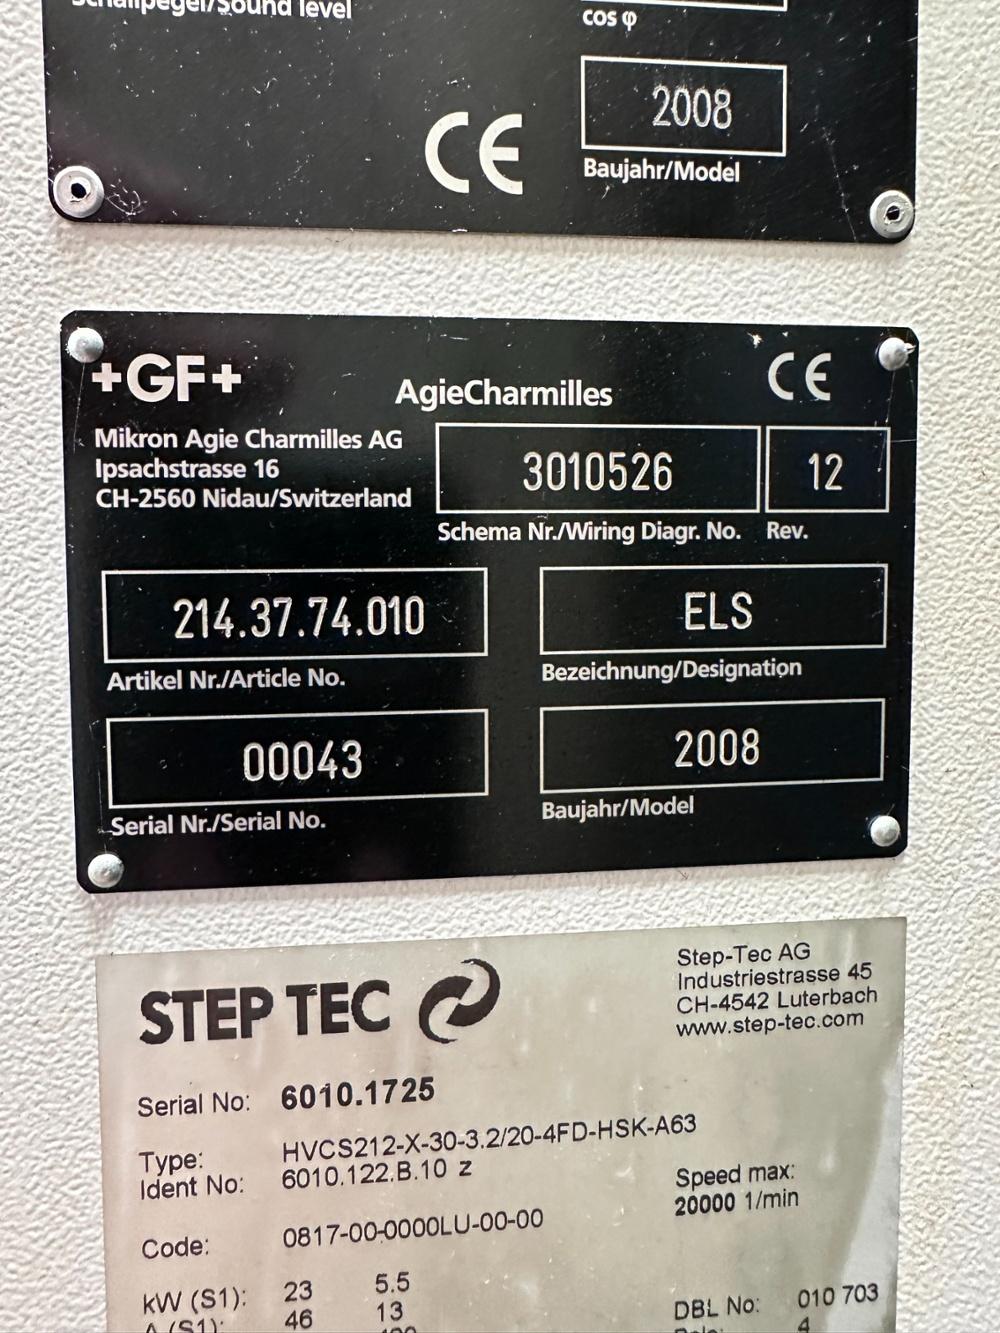 Schallpegel/Sound level
cos φ
2008
CE
Baujahr/Model
+GF+
AgieCharmilles
CE
Mikron Agie Charmilles AG
Ipsachstrasse 16
CH-2560 Nidau/Switzerland
3010526
12
Schema Nr./Wiring Diagr. No.
Rev.
214.37.74.010
ELS
Artikel Nr./Article No.
Bezeichnung/Designation
00043
2008
Serial Nr./Serial No.
Baujahr/Model
STEP TEC
Step-Tec AG
Industriestrasse 45
CH-4542 Luterbach
www.step-tec.com
Serial No: 6010.1725
Type: HVCS212-X-30-3.2/20-4FD-HSK-A63
Ident No: 6010.122.B.10 z
Speed max:
20000 1/min
Code: 0817-00-0000LU-00-00
kW (S1): 23 5.5
A (S1): 46 13
DBL No: 010 703
4